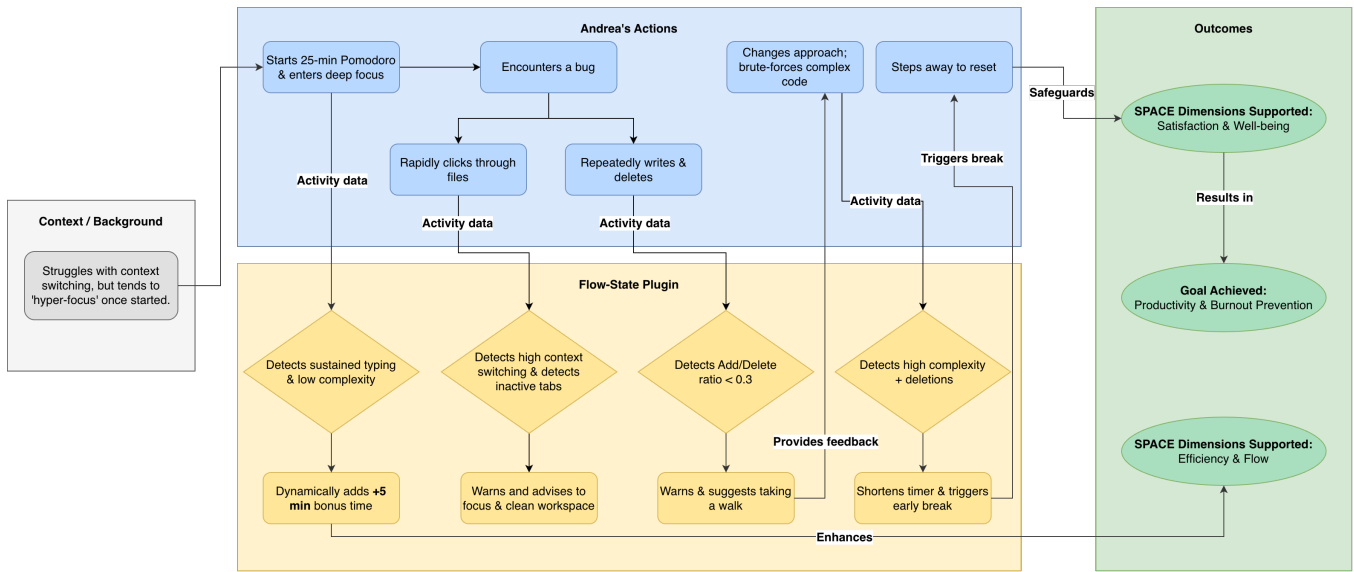 Andrea's Actions
Starts 25-min Pomodoro
& enters deep focus
Encounters a bug
Changes approach;
brute-forces complex
code
Steps away to reset
Rapidly clicks through
files
Repeatedly writes &
deletes
Activity data
Activity data
Activity data
Activity data
Triggers break
Safeguards
Context / Background
Struggles with context
switching, but tends to
'hyper-focus' once started.
Flow-State Plugin
Detects sustained typing
& low complexity
Detects high context
switching & detects
inactive tabs
Detects Add/Delete
ratio < 0.3
Detects high complexity
+ deletions
Provides feedback
Dynamically adds +5
min bonus time
Warns and advises to
focus & clean workspace
Warns & suggests taking
a walk
Shortens timer & triggers
early break
Enhances
Outcomes
SPACE Dimensions Supported:
Satisfaction & Well-being
Results in
Goal Achieved:
Productivity & Burnout Prevention
SPACE Dimensions Supported:
Efficiency & Flow